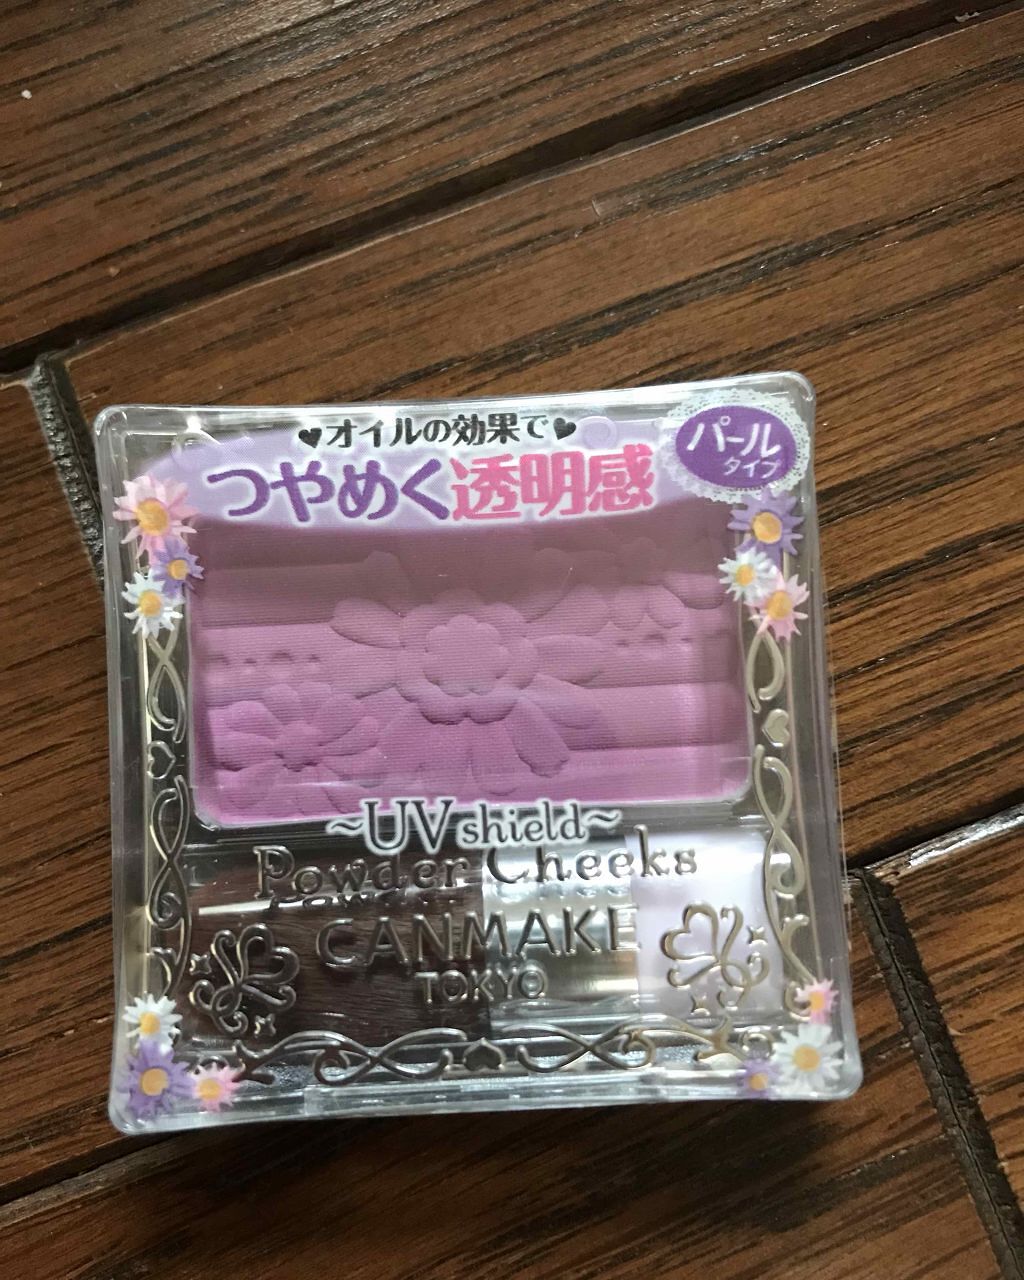 ♥オイルの効果で♥
つやめく透明感
パール
タイプ
~UV shield~
Powder Cheeks
CANMAKE
TOKYO